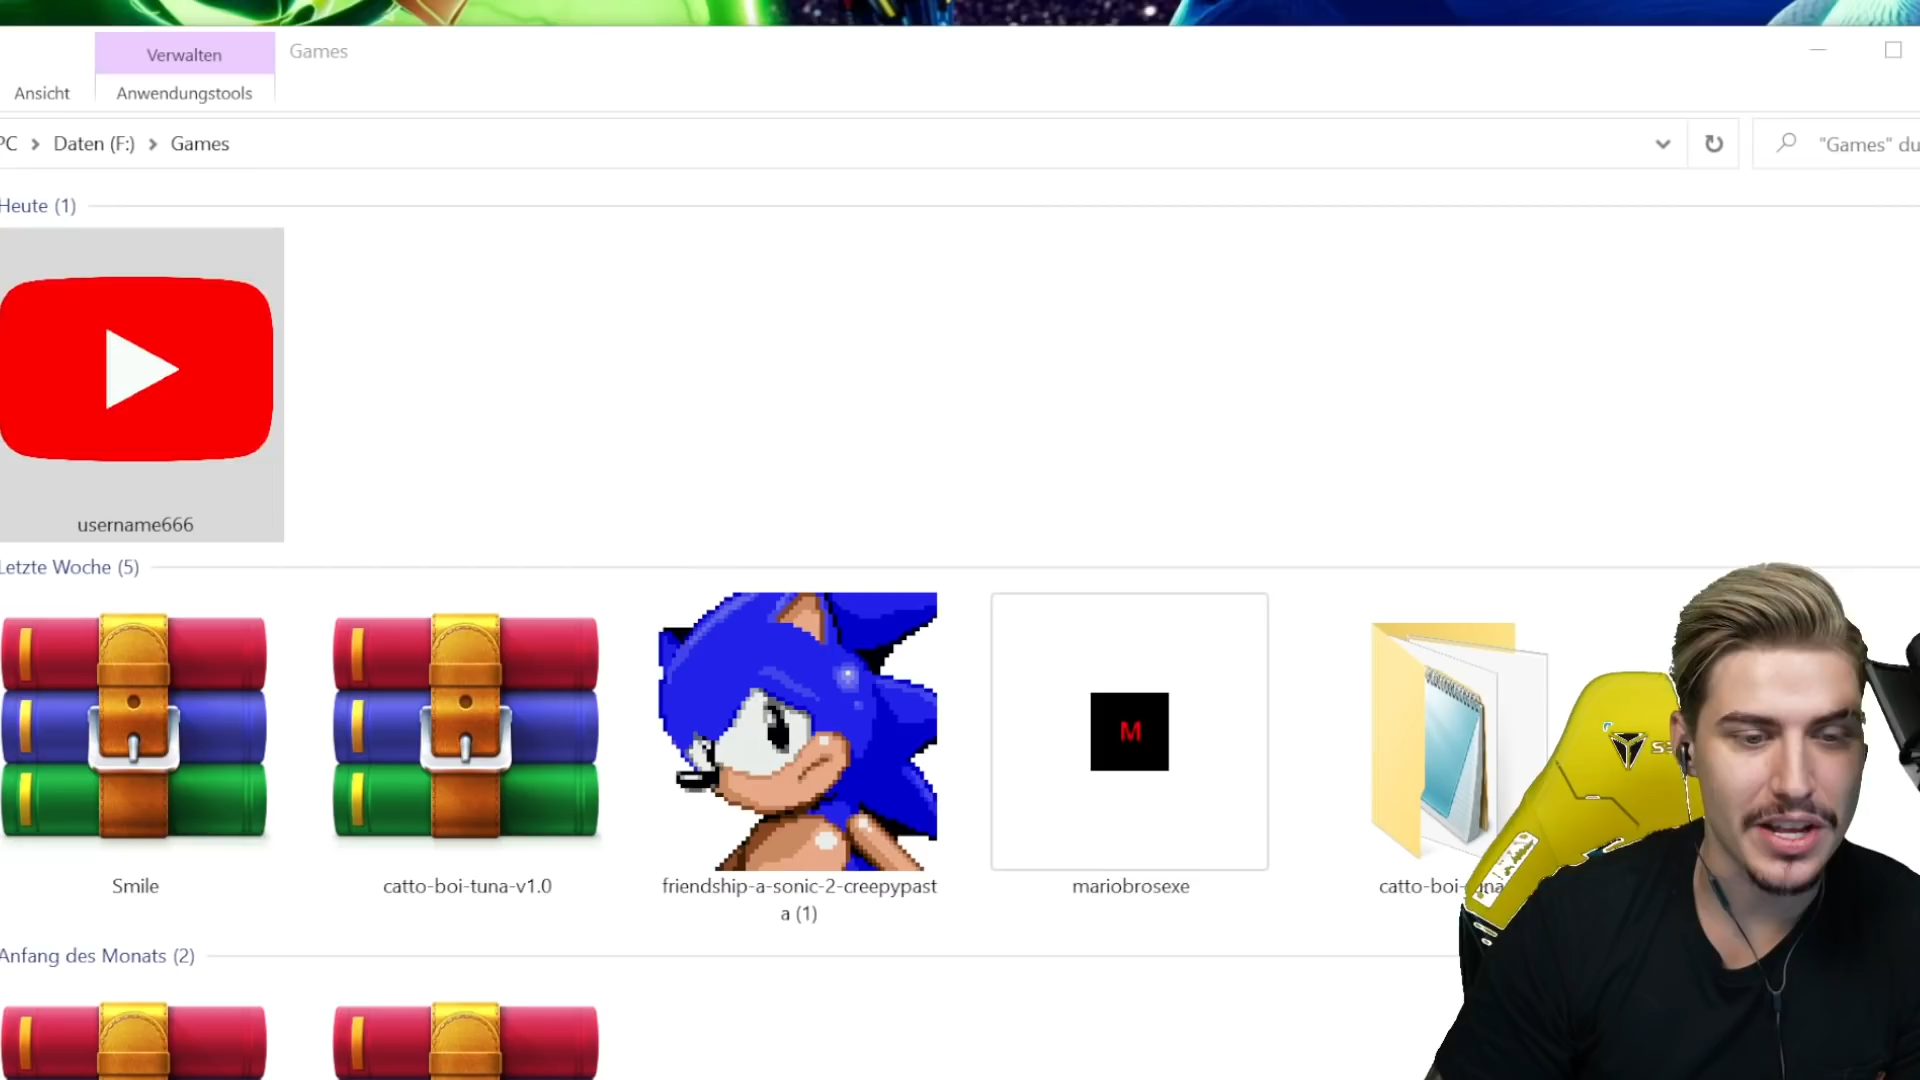 Verwalten
Games
Ansicht
Anwendungstools
PC > Daten (F:) > Games
"Games" du
Heute (1)
username666
Letzte Woche (5)
M
Smile
catto-boi-tuna-v1.0
friendship-a-sonic-2-creepypast
a (1)
mariobrosexe
catto-boi-
Anfang des Monats (2)